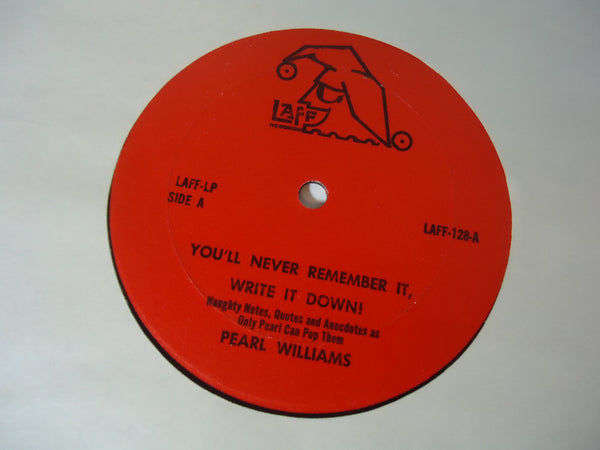 LAFF
RECORDS
LAFF-LP
SIDE A
LAFF-128-A
YOU'LL NEVER REMEMBER IT,
WRITE IT DOWN!
Naughty Notes, Quotes and Anecdotes as
Only Pearl Can Pop Them
PEARL WILLIAMS